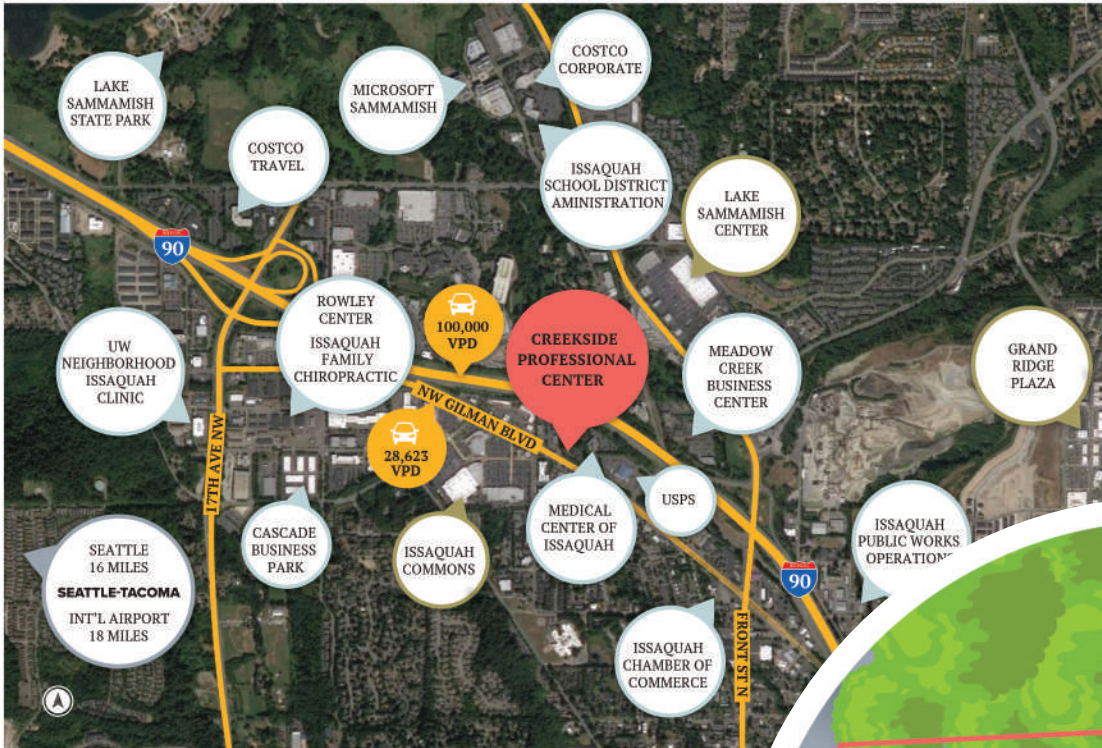 LAKE
SAMMAMISH
STATE PARK
MICROSOFT
SAMMAMISH
COSTCO
CORPORATE
COSTCO
TRAVEL
ISSAQUAH
SCHOOL DISTRICT
AMINISTRATION
LAKE
SAMMAMISH
CENTER
90
ROWLEY
CENTER
ISSAQUAH
FAMILY
CHIROPRACTIC
100,000
VPD
CREEKSIDE
PROFESSIONAL
CENTER
UW
NEIGHBORHOOD
ISSAQUAH
CLINIC
MEADOW
CREEK
BUSINESS
CENTER
GRAND
RIDGE
PLAZA
17TH AVE NW
NW GILMAN BLVD
28,623
VPD
CASCADE
BUSINESS
PARK
ISSAQUAH
COMMONS
MEDICAL
CENTER OF
ISSAQUAH
USPS
ISSAQUAH
PUBLIC WORKS
OPERATIONS
SEATTLE
16 MILES
SEATTLE-TACOMA
INT'L AIRPORT
18 MILES
90
FRONT ST N
ISSAQUAH
CHAMBER OF
COMMERCE
A